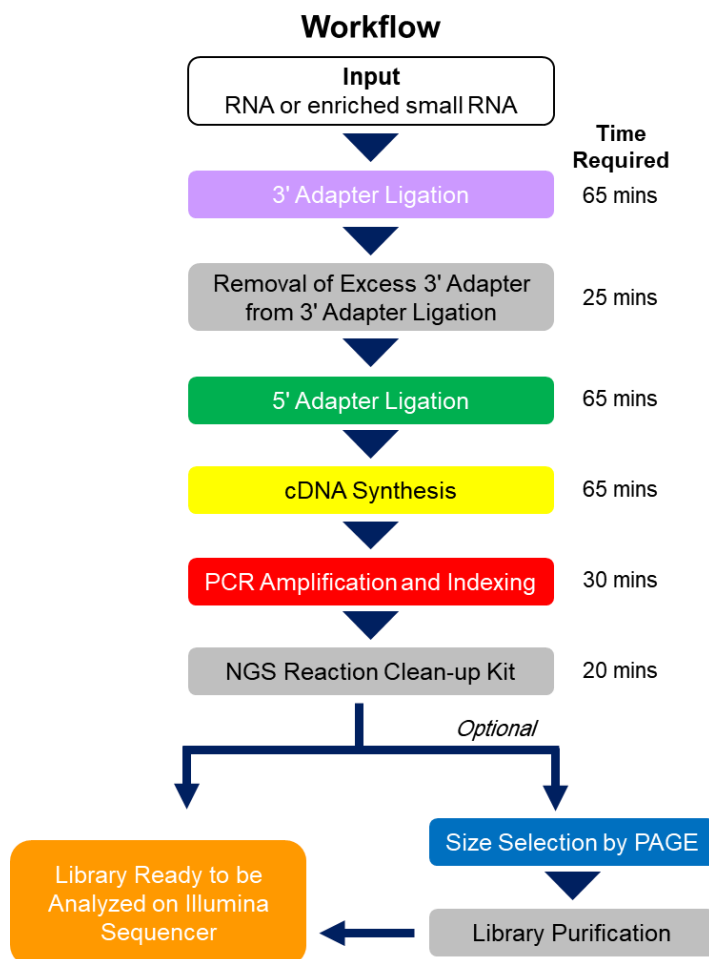 Workflow
Input
RNA or enriched small RNA
Time
Required
3' Adapter Ligation
65 mins
Removal of Excess 3' Adapter
from 3' Adapter Ligation
25 mins
5' Adapter Ligation
65 mins
cDNA Synthesis
65 mins
PCR Amplification and Indexing
30 mins
NGS Reaction Clean-up Kit
20 mins
Optional
Size Selection by PAGE
Library Ready to be
Analyzed on Illumina
Sequencer
Library Purification